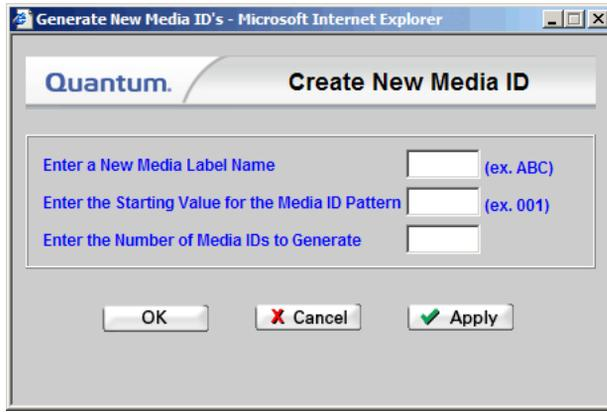 Generate New Media ID's - Microsoft Internet Explorer
Quantum. Create New Media ID
Enter a New Media Label Name (ex. ABC)
Enter the Starting Value for the Media ID Pattern (ex. 001)
Enter the Number of Media IDs to Generate
OK Cancel Apply